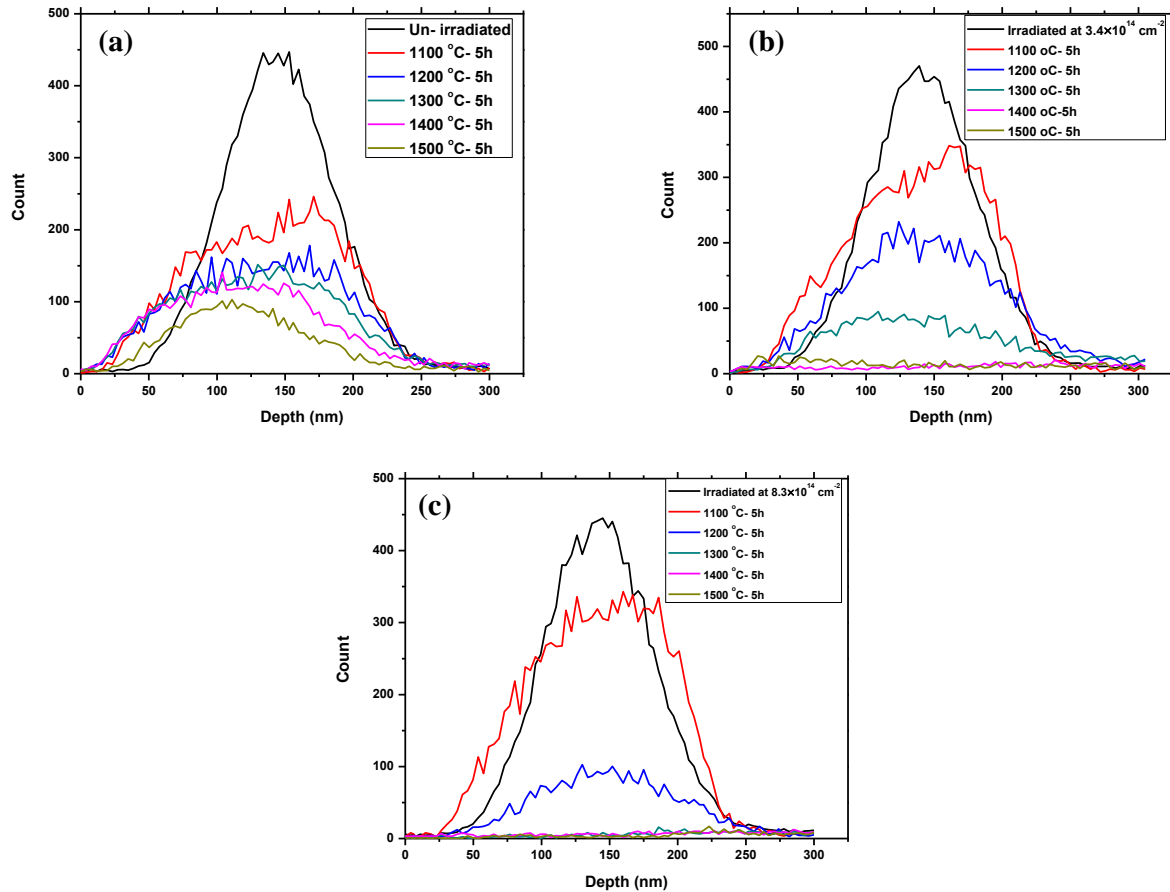 (a)
Un- irradiated
1100 °C- 5h
1200 °C- 5h
1300 °C- 5h
1400 °C- 5h
1500 °C- 5h
500
400
300
200
100
0
Count
0 50 100 150 200 250 300
Depth (nm)
(b)
Irradiated at 3.4×10¹⁴ cm⁻²
1100 oC- 5h
1200 oC- 5h
1300 oC- 5h
1400 oC-5h
1500 oC- 5h
500
400
300
200
100
0
Count
0 50 100 150 200 250 300
Depth (nm)
(c)
Irradiated at 8.3×10¹⁴ cm⁻²
1100 °C- 5h
1200 °C- 5h
1300 °C- 5h
1400 °C- 5h
1500 °C- 5h
500
400
300
200
100
0
Count
0 50 100 150 200 250 300
Depth (nm)